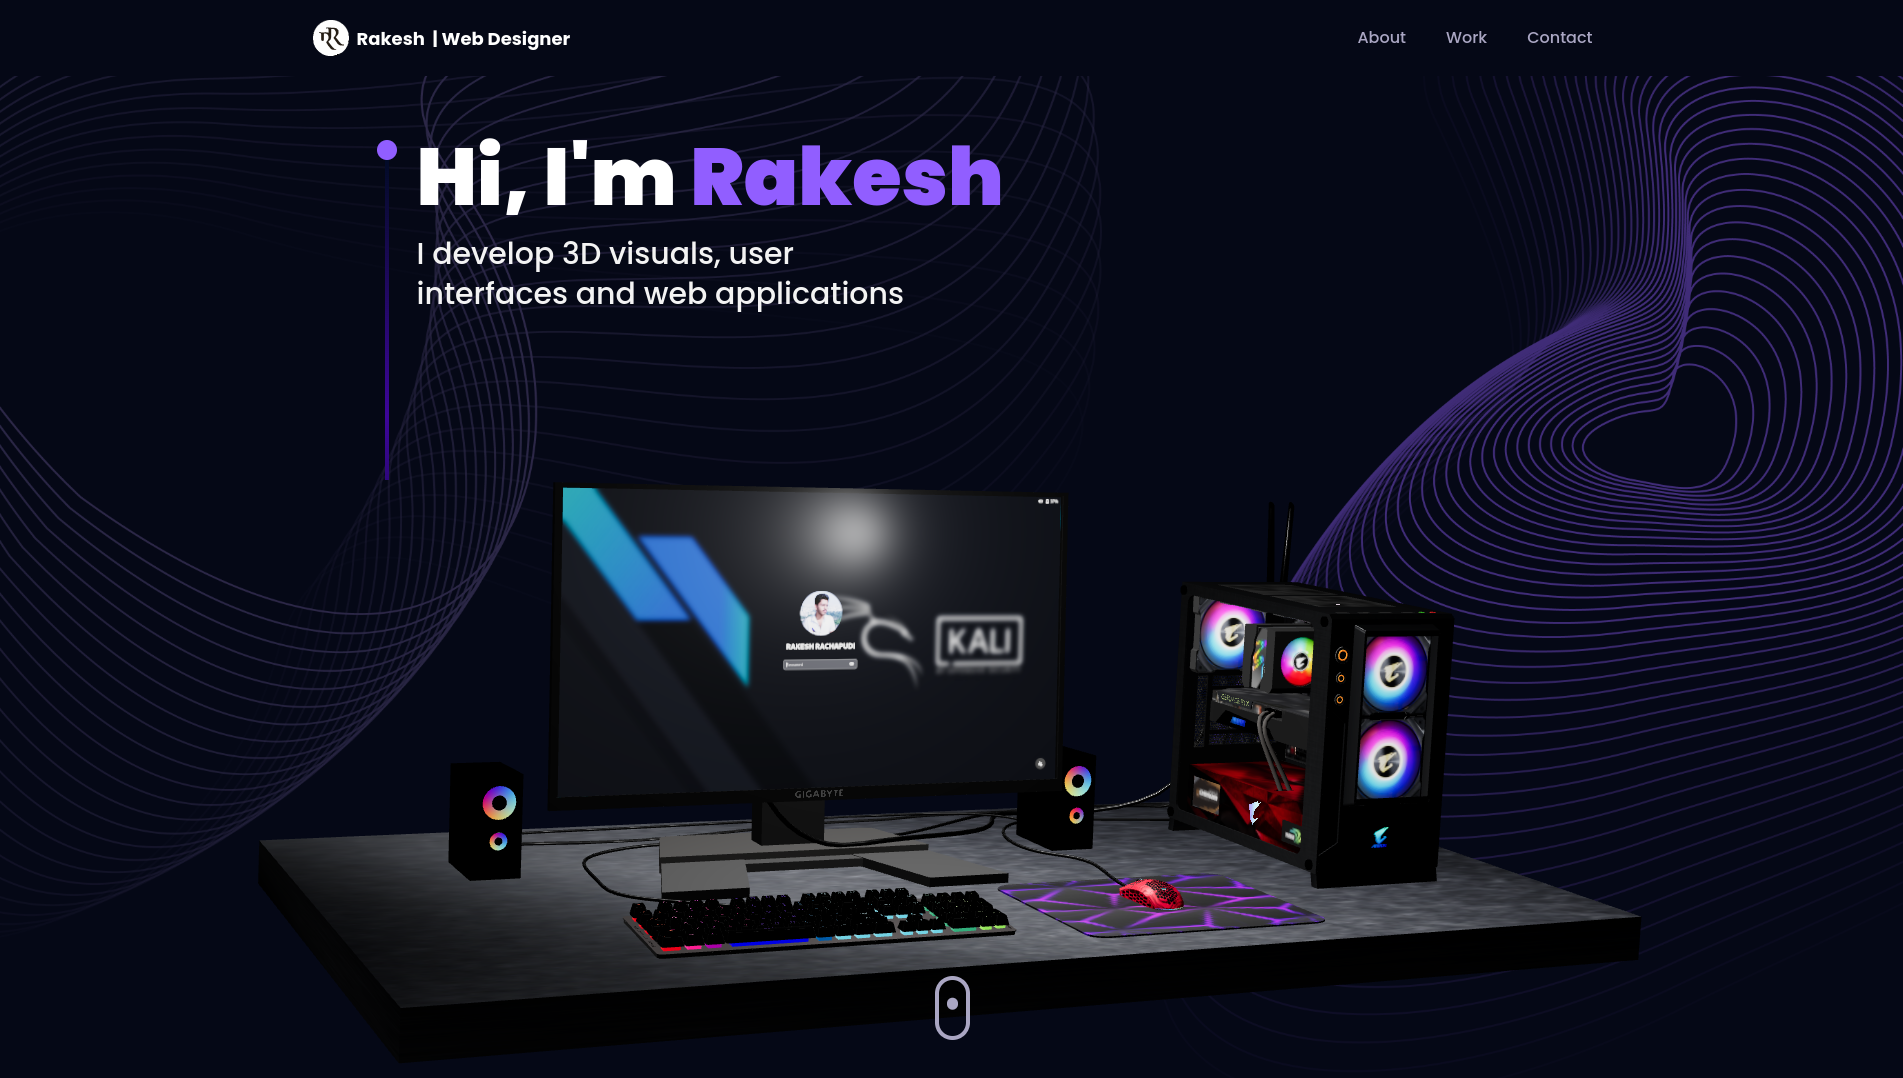 Rakesh | Web Designer
About
Work
Contact
Hi, I'm Rakesh
I develop 3D visuals, user
interfaces and web applications
RAKESH RACHAPUDI
KALI
GIGABYTE